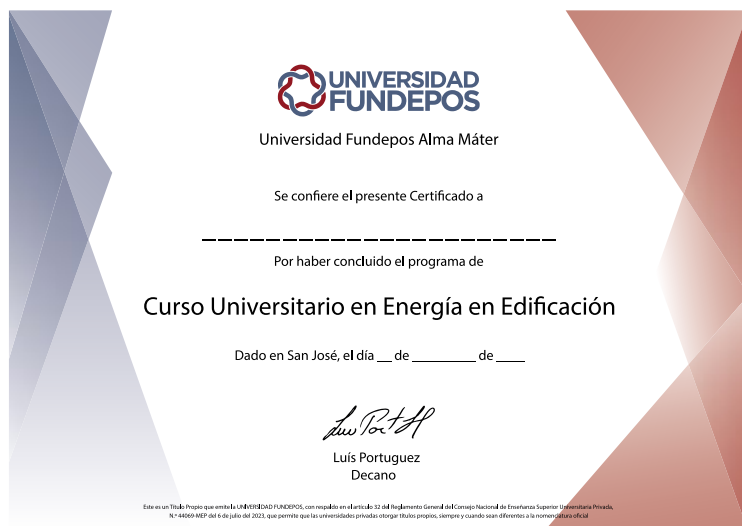 UNIVERSIDAD
FUNDEPOS
Universidad Fundepos Alma Máter
Se confiere el presente Certificado a
_______________________
Por haber concluido el programa de
Curso Universitario en Energía en Edificación
Dado en San José, el día __ de ________ de ____
Luís Portuguez
Decano
Este es un Título Propio que emite la UNIVERSIDAD FUNDEPOS, con respaldo en el artículo 32 del Reglamento General del Consejo Nacional de Enseñanza Superior Universitaria Privada,
N.º 44069-MEP del 6 de julio del 2023, que permite que las universidades privadas otorgar títulos propios, siempre y cuando sean diferentes a la nomenclatura oficial